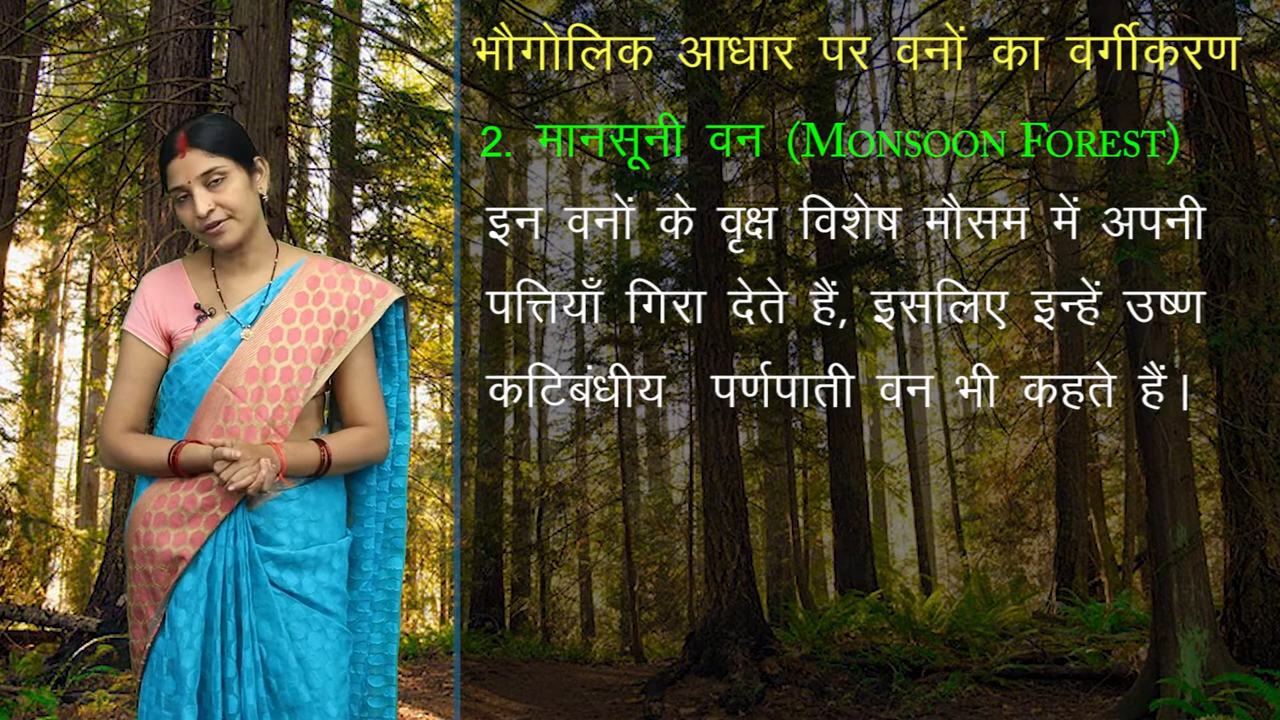 भौगोलिक आधार पर वनों का वर्गीकरण
2. मानसूनी वन (MONSOON FOREST)
इन वनों के वृक्ष विशेष मौसम में अपनी
पत्तियाँ गिरा देते हैं, इसलिए इन्हें उष्ण
कटिबंधीय पर्णपाती वन भी कहते हैं।